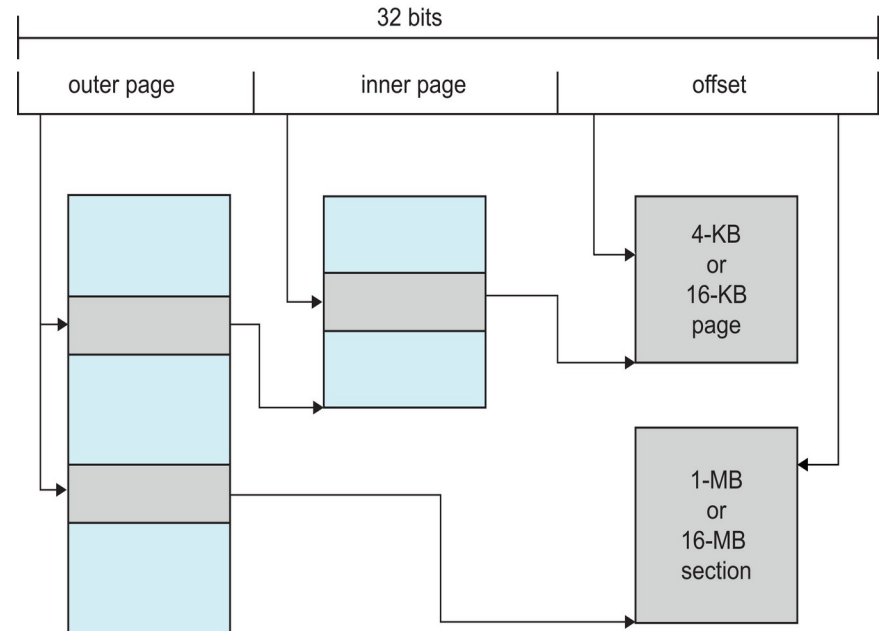 32 bits
outer page
inner page
offset
4-KB
or
16-KB
page
1-MB
or
16-MB
section